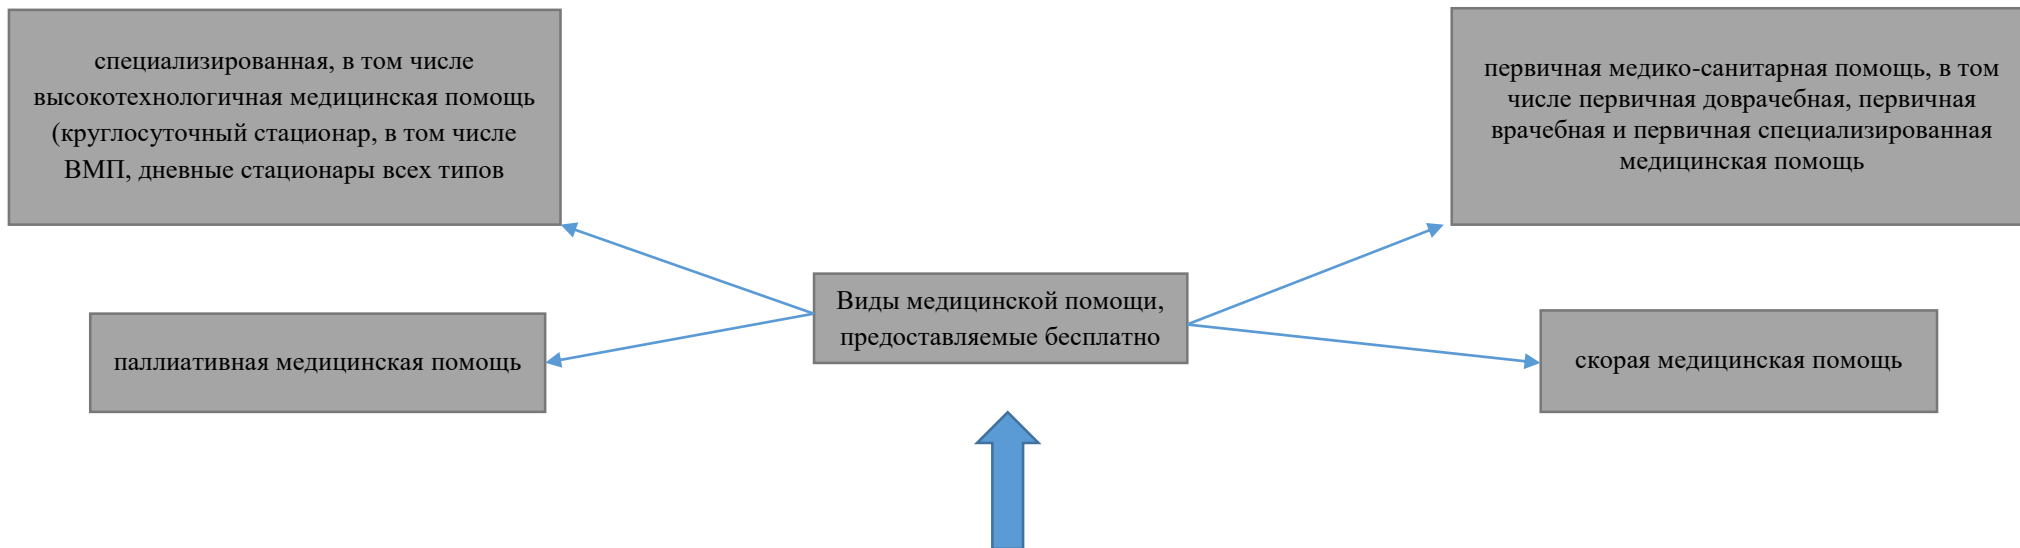 специализированная, в том числе
высокотехнологичная медицинская помощь
(круглосуточный стационар, в том числе
ВМП, дневные стационары всех типов
первичная медико-санитарная помощь, в том
числе первичная доврачебная, первичная
врачебная и первичная специализированная
медицинская помощь
Виды медицинской помощи,
предоставляемые бесплатно
паллиативная медицинская помощь
скорая медицинская помощь